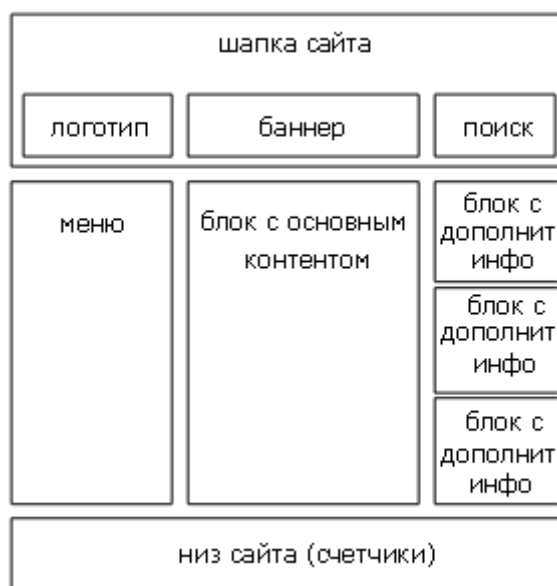 шапка сайта
логотип
баннер
поиск
меню
блок с основным
контентом
блок с
дополнит
инфо
блок с
дополнит
инфо
блок с
дополнит
инфо
низ сайта (счетчики)